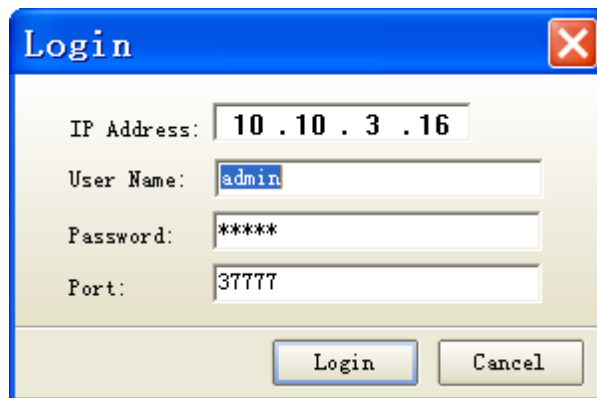 Login
IP Address: 10 .10 . 3 .16
User Name: admin
Password: *****
Port: 37777
Login Cancel